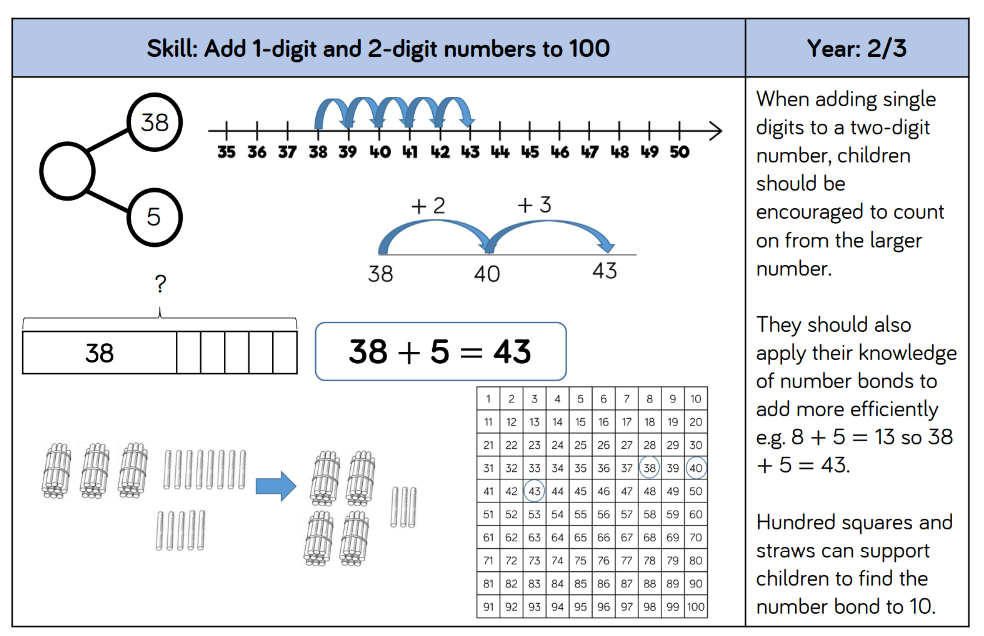 Skill: Add 1-digit and 2-digit numbers to 100
Year: 2/3
38
5
35 36 37 38 39 40 41 42 43 44 45 46 47 48 49 50
+ 2 + 3
38 40 43
?
38
38 + 5 = 43
1 2 3 4 5 6 7 8 9 10
11 12 13 14 15 16 17 18 19 20
21 22 23 24 25 26 27 28 29 30
31 32 33 34 35 36 37 38 39 40
41 42 43 44 45 46 47 48 49 50
51 52 53 54 55 56 57 58 59 60
61 62 63 64 65 66 67 68 69 70
71 72 73 74 75 76 77 78 79 80
81 82 83 84 85 86 87 88 89 90
91 92 93 94 95 96 97 98 99 100
When adding single
digits to a two-digit
number, children
should be
encouraged to count
on from the larger
number.
They should also
apply their knowledge
of number bonds to
add more efficiently
e.g. 8 + 5 = 13 so 38
+ 5 = 43.
Hundred squares and
straws can support
children to find the
number bond to 10.